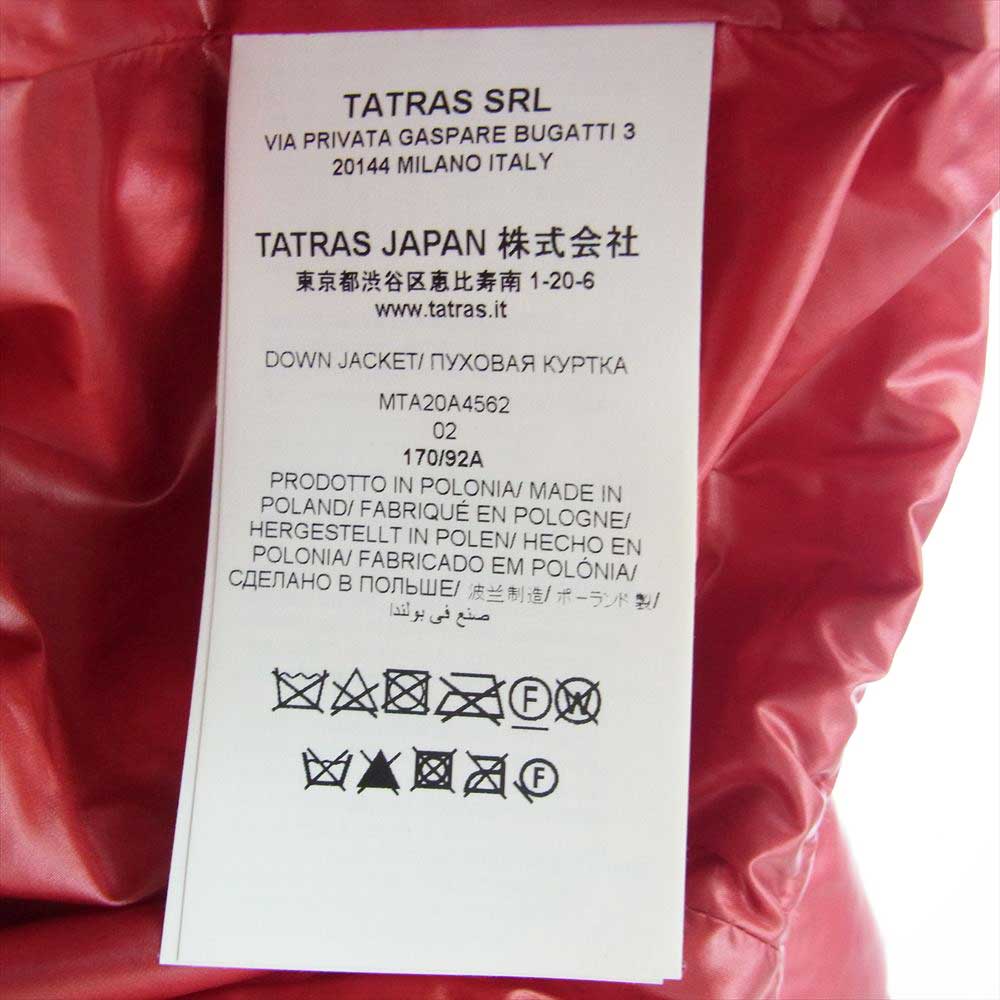 TATRAS SRL
VIA PRIVATA GASPARE BUGATTI 3
20144 MILANO ITALY
TATRAS JAPAN 株式会社
東京都渋谷区恵比寿南 1-20-6
www.tatras.it
DOWN JACKET/ ПУХОВАЯ КУРТКА
MTA20A4562
02
170/92A
PRODOTTO IN POLONIA/ MADE IN
POLAND/ FABRIQUÉ EN POLOGNE/
HERGESTELLT IN POLEN/ HECHO EN
POLONIA/ FABRICADO EM POLÓNIA/
СДЕЛАНО В ПОЛЬШЕ/ 波兰制造/ ポーランド製/
صنع في بولندا
F W
F